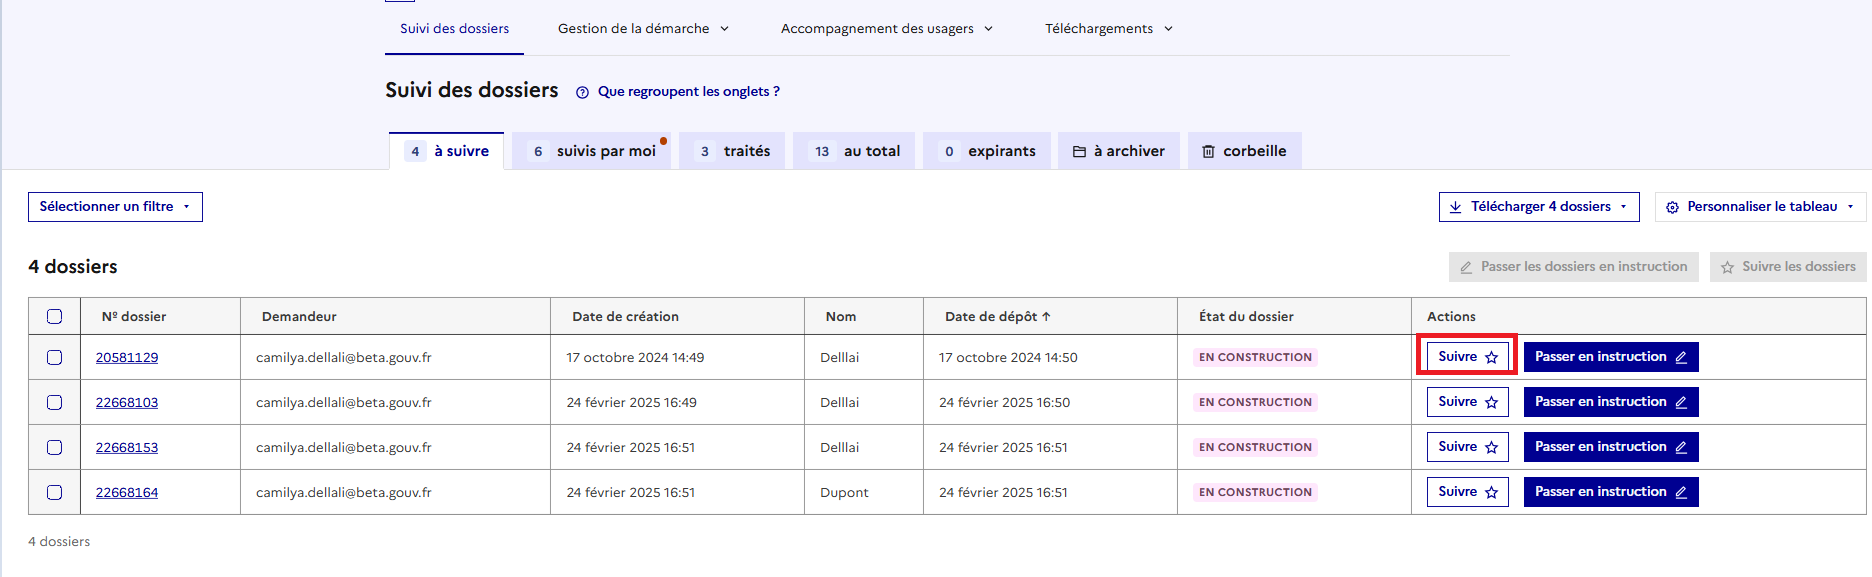 Suivi des dossiers Gestion de la démarche Accompagnement des usagers Téléchargements
Suivi des dossiers Que regroupent les onglets ?
4 à suivre 6 suivis par moi 3 traités 13 au total 0 expirants à archiver corbeille
Sélectionner un filtre Télécharger 4 dossiers Personnaliser le tableau
4 dossiers Passer les dossiers en instruction Suivre les dossiers
Nº dossier Demandeur Date de création Nom Date de dépôt ↑ État du dossier Actions
20581129 camilya.dellali@beta.gouv.fr 17 octobre 2024 14:49 Delllai 17 octobre 2024 14:50 EN CONSTRUCTION Suivre Passer en instruction
22668103 camilya.dellali@beta.gouv.fr 24 février 2025 16:49 Delllai 24 février 2025 16:50 EN CONSTRUCTION Suivre Passer en instruction
22668153 camilya.dellali@beta.gouv.fr 24 février 2025 16:51 Delllai 24 février 2025 16:51 EN CONSTRUCTION Suivre Passer en instruction
22668164 camilya.dellali@beta.gouv.fr 24 février 2025 16:51 Dupont 24 février 2025 16:51 EN CONSTRUCTION Suivre Passer en instruction
4 dossiers